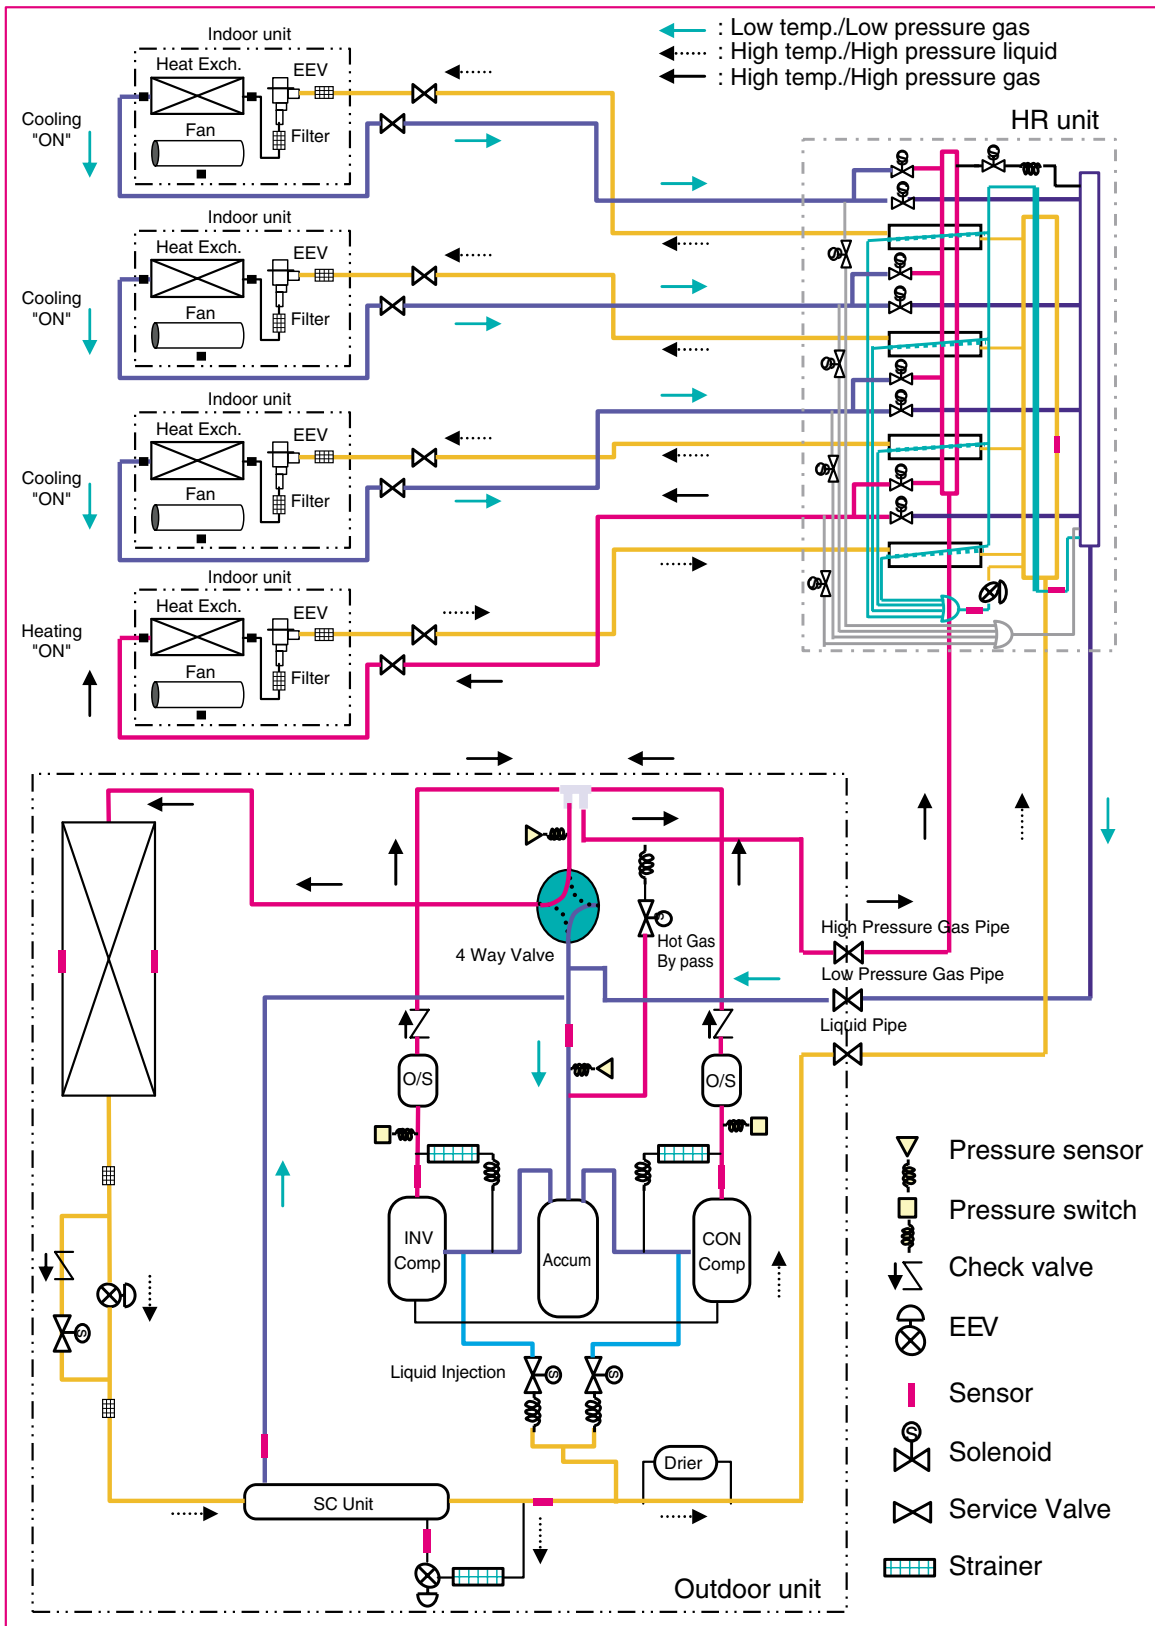 : Low temp./Low pressure gas
: High temp./High pressure liquid
: High temp./High pressure gas
Indoor unit
Heat Exch.
EEV
Fan
Filter
Cooling
"ON"
HR unit
Indoor unit
Heat Exch.
EEV
Fan
Filter
Cooling
"ON"
Indoor unit
Heat Exch.
EEV
Fan
Filter
Cooling
"ON"
Indoor unit
Heat Exch.
EEV
Fan
Filter
Heating
"ON"
4 Way Valve
Hot Gas
By pass
High Pressure Gas Pipe
Low Pressure Gas Pipe
Liquid Pipe
O/S
O/S
INV
Comp
Accum
CON
Comp
Liquid Injection
S
S
S
S
Drier
SC Unit
Outdoor unit
Pressure sensor
Pressure switch
Check valve
EEV
Sensor
S
Solenoid
Service Valve
Strainer